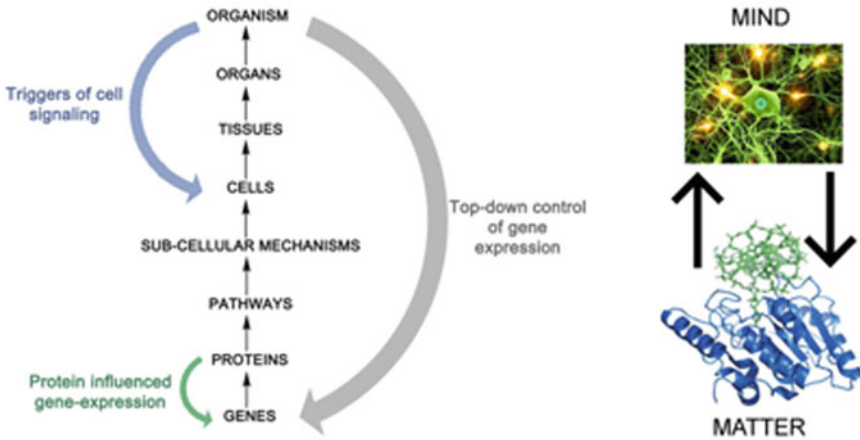 ORGANISM
ORGANS
Triggers of cell
signaling
TISSUES
CELLS
Top-down control
of gene
expression
SUB-CELLULAR MECHANISMS
PATHWAYS
PROTEINS
Protein influenced
gene-expression
GENES
MIND
MATTER